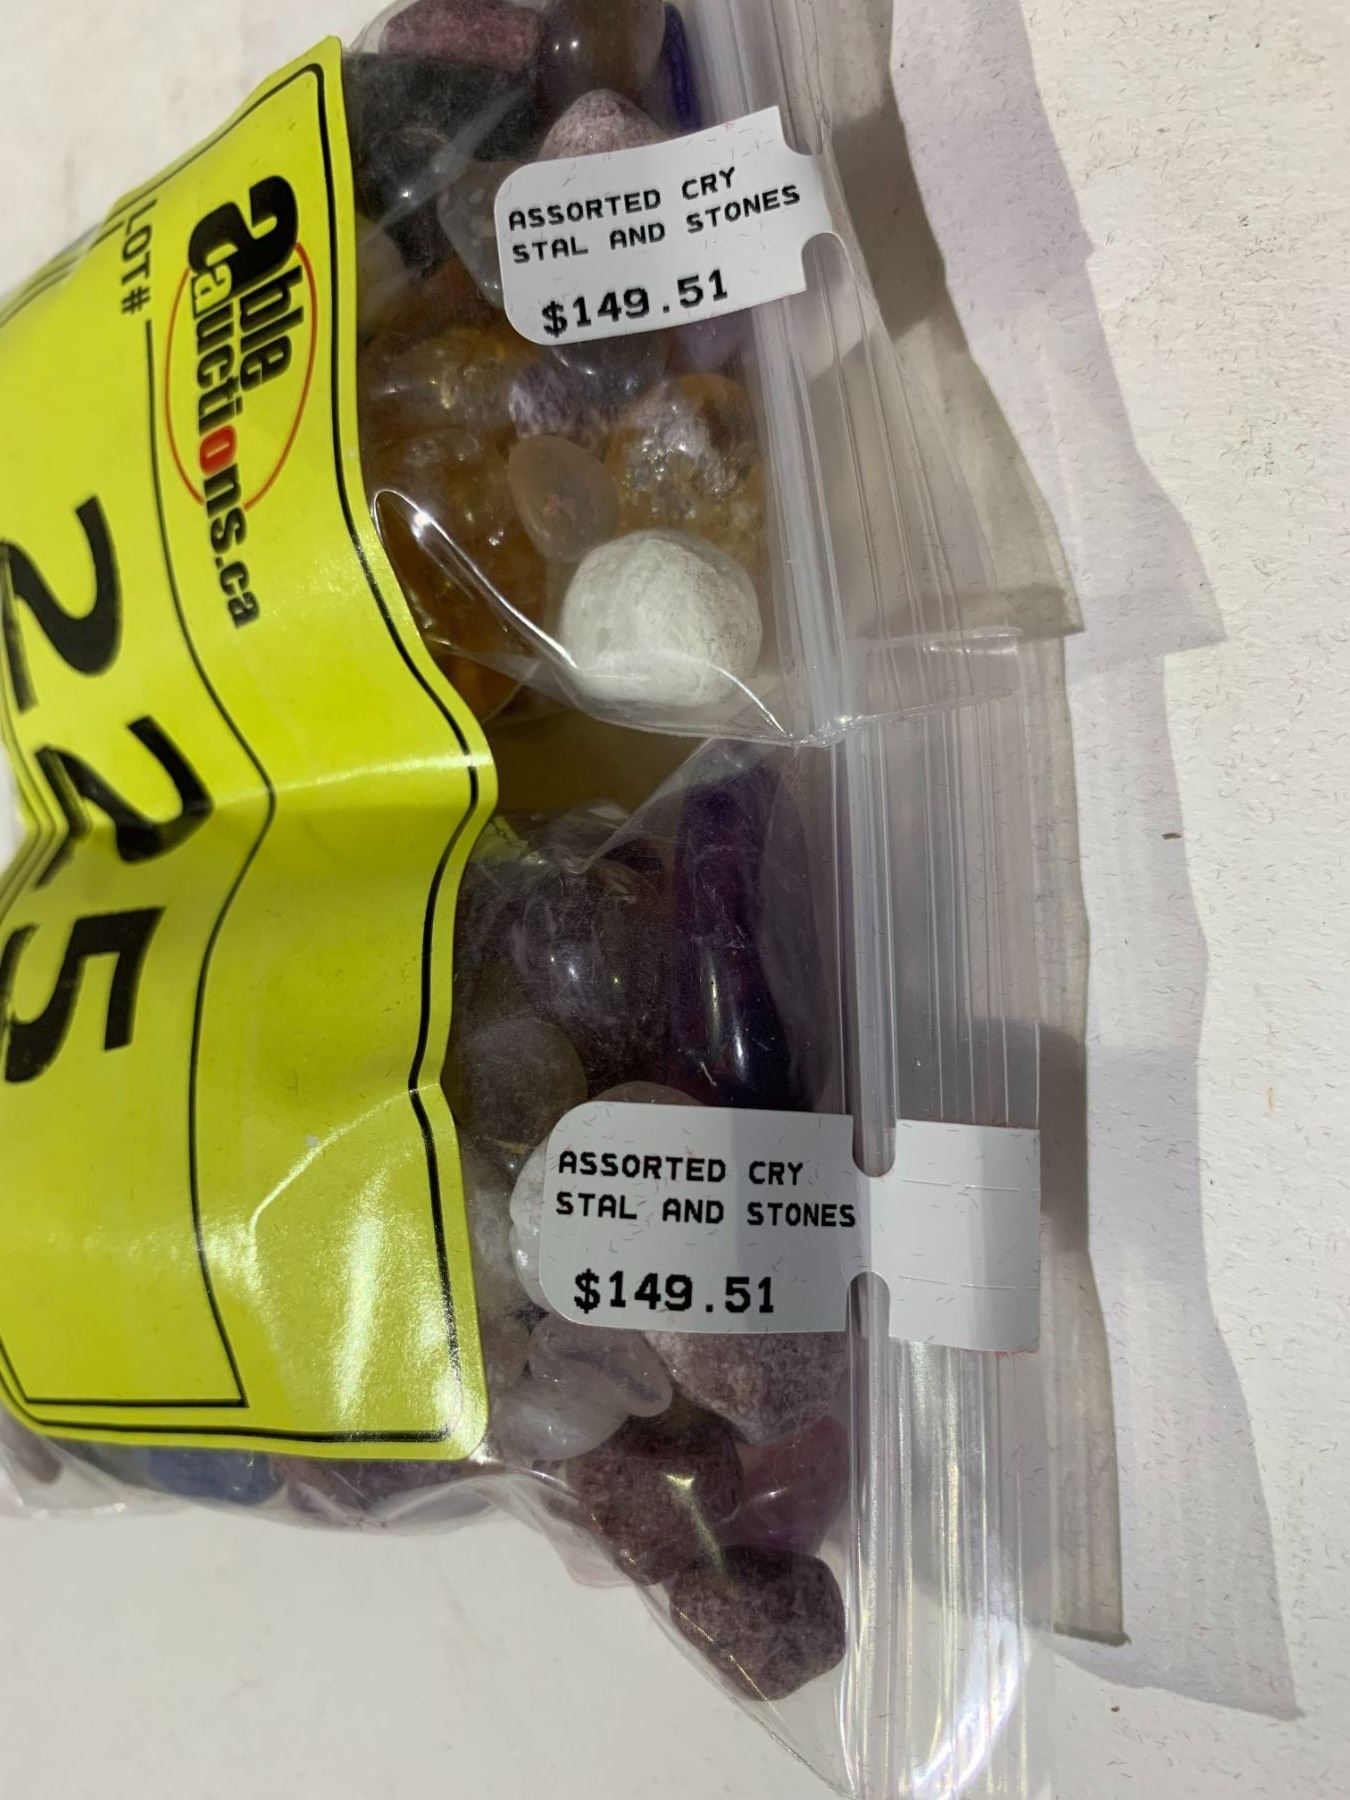 able
auctions.ca
LOT#
225
ASSORTED CRY
STAL AND STONES
$149.51
ASSORTED CRY
STAL AND STONES
$149.51